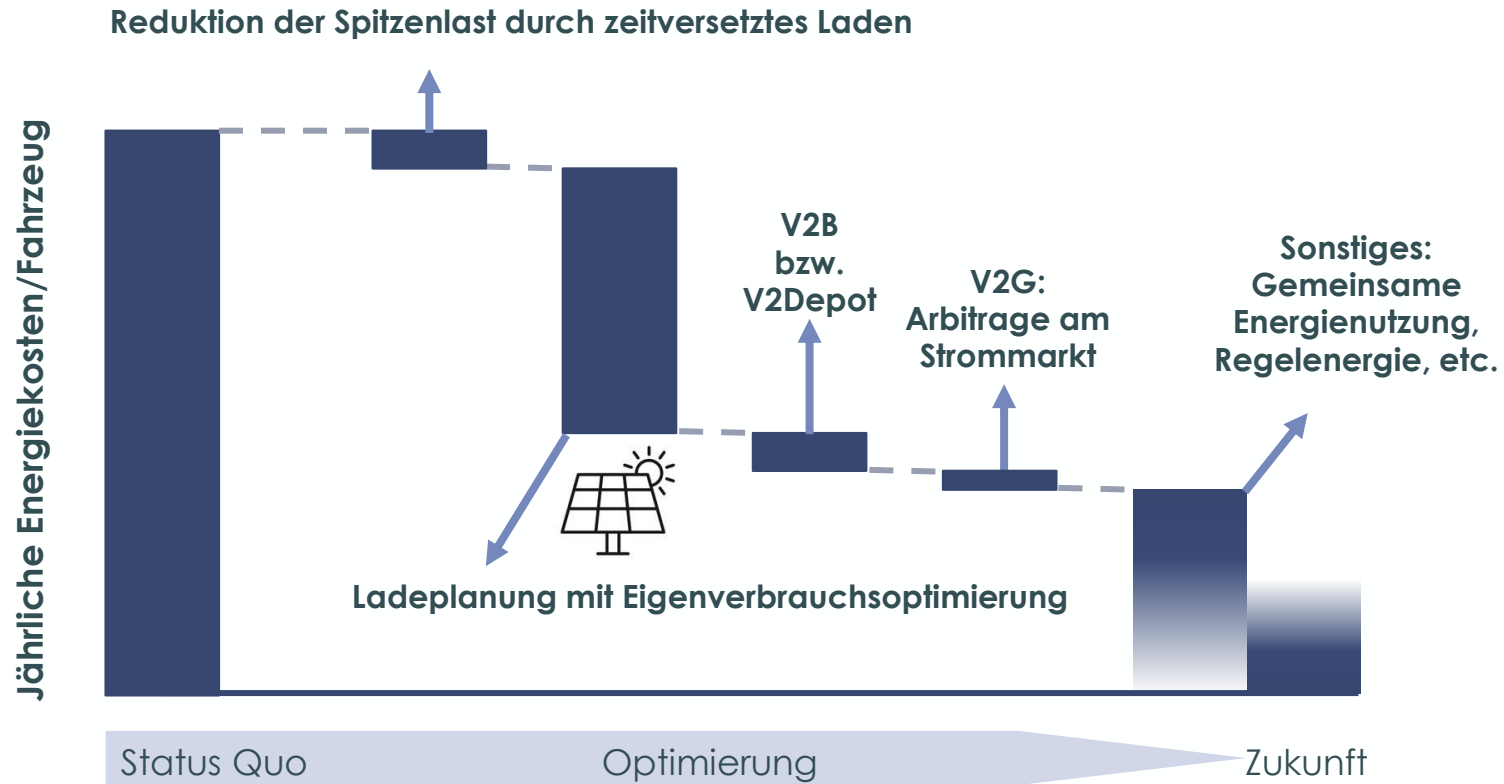 Reduktion der Spitzenlast durch zeitversetztes Laden
Jährliche Energiekosten/Fahrzeug
V2B
bzw.
V2Depot
V2G:
Arbitrage am
Strommarkt
Sonstiges:
Gemeinsame
Energienutzung,
Regelenergie, etc.
Ladeplanung mit Eigenverbrauchsoptimierung
Status Quo
Optimierung
Zukunft